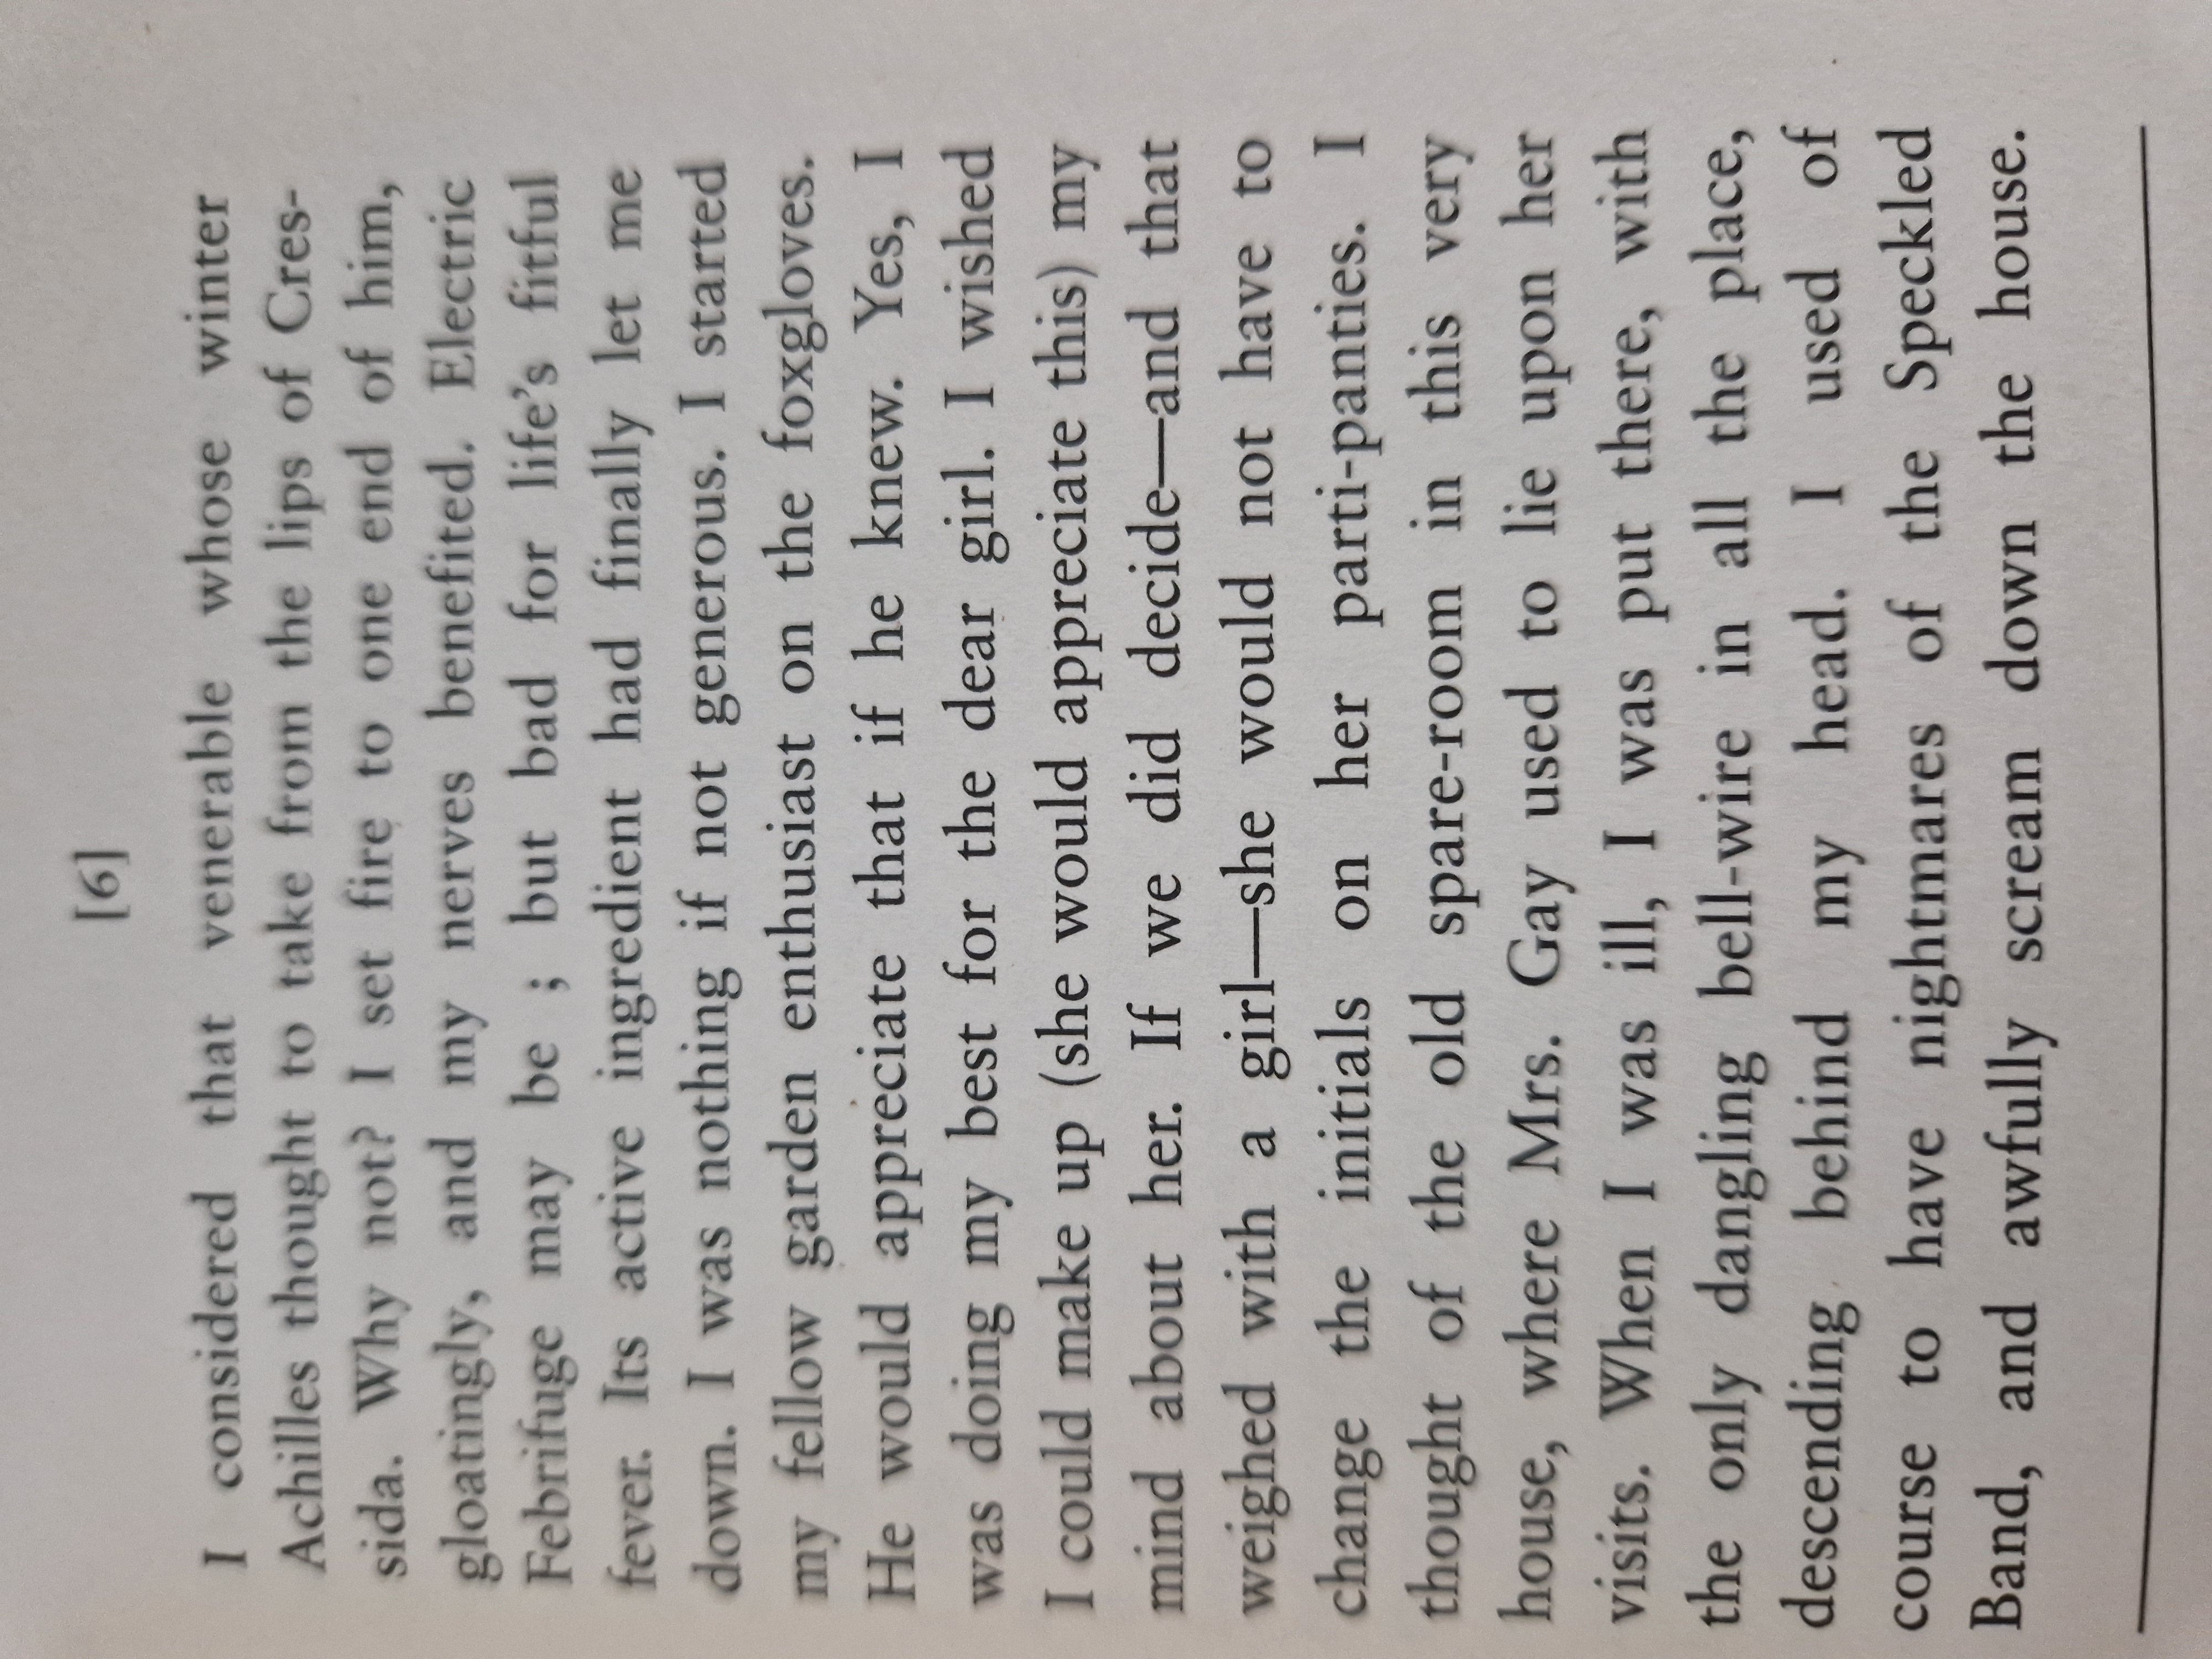 [6]
I considered that venerable whose winter
Achilles thought to take from the lips of Cres-
sida. Why not? I set fire to one end of him,
gloatingly, and my nerves benefited. Electric
Febrifuge may be ; but bad for life’s fitful
fever. Its active ingredient had finally let me
down. I was nothing if not generous. I started
my fellow garden enthusiast on the foxgloves.
He would appreciate that if he knew. Yes, I
was doing my best for the dear girl. I wished
I could make up (she would appreciate this) my
mind about her. If we did decide—and that
weighed with a girl—she would not have to
change the initials on her parti-panties. I
thought of the old spare-room in this very
house, where Mrs. Gay used to lie upon her
visits. When I was ill, I was put there, with
the only dangling bell-wire in all the place,
descending behind my head. I used of
course to have nightmares of the Speckled
Band, and awfully scream down the house.